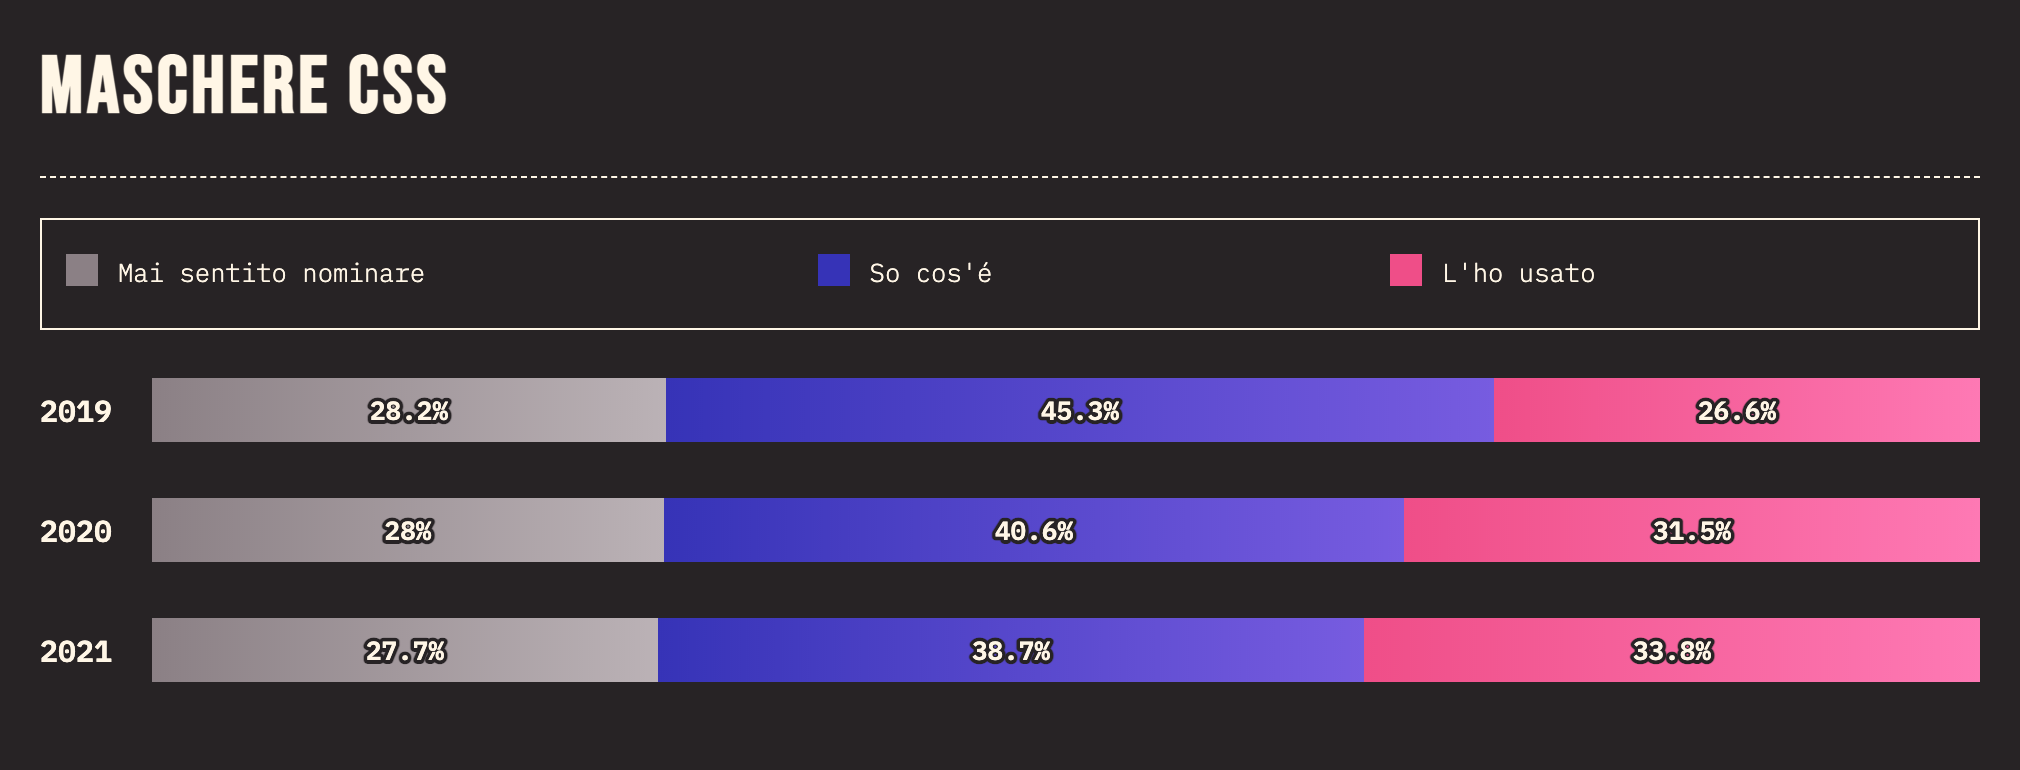 MASCHERE CSS
Mai sentito nominare So cos'é L'ho usato
2019 28.2% 45.3% 26.6%
2020 28% 40.6% 31.5%
2021 27.7% 38.7% 33.8%